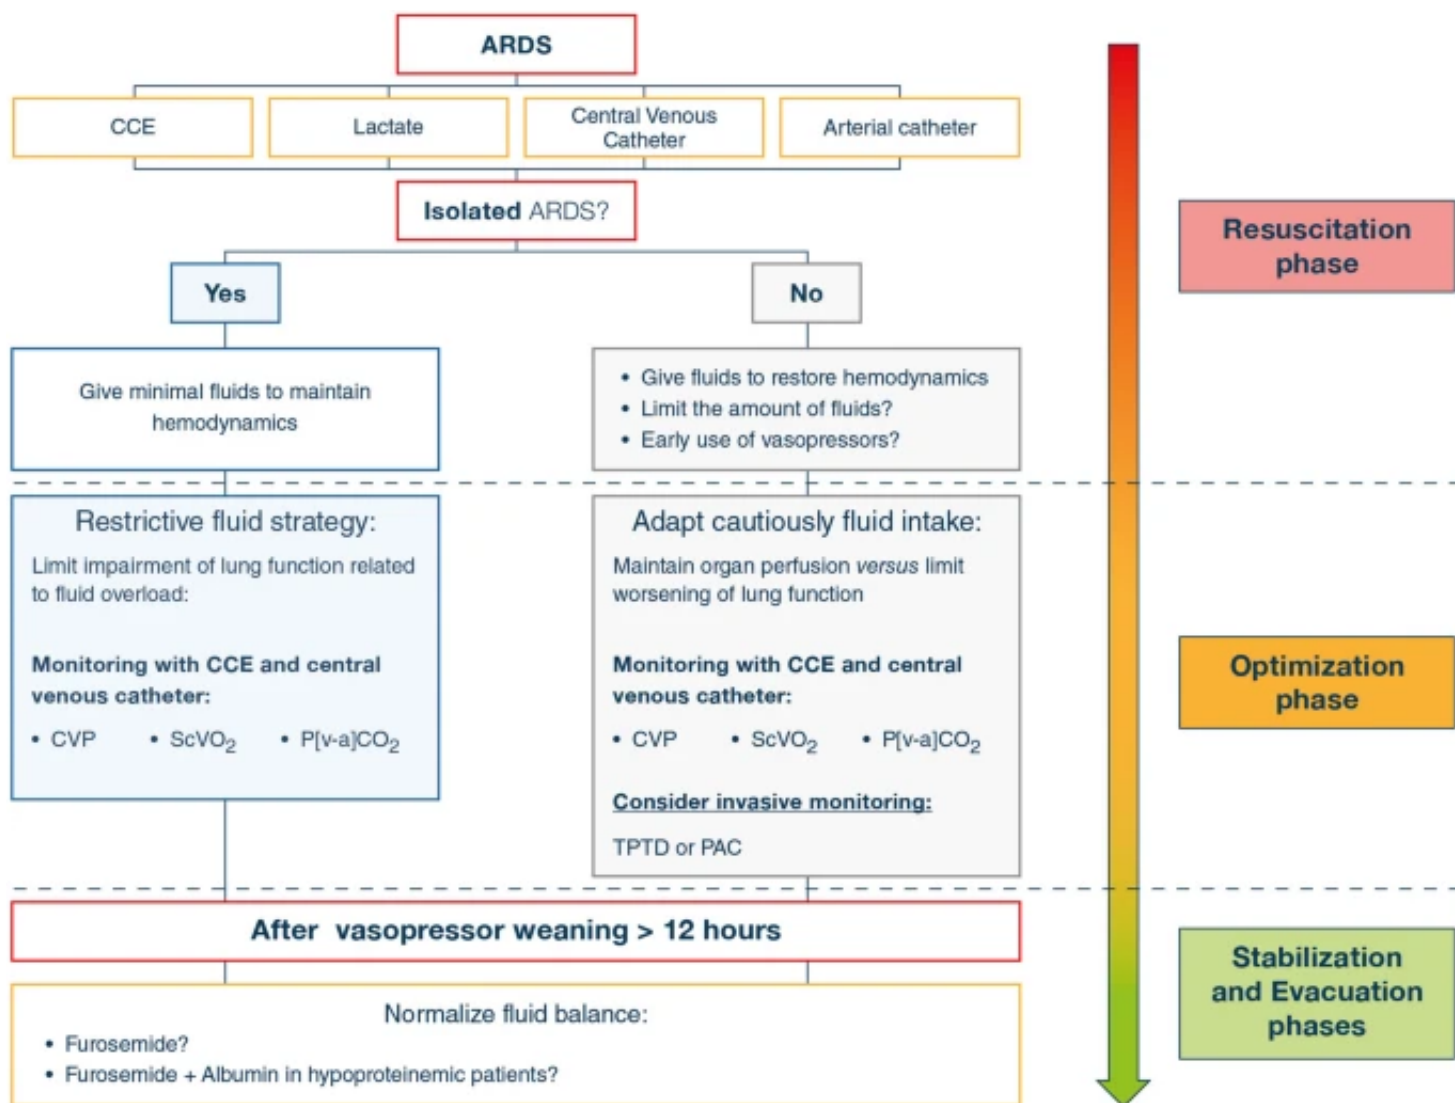 ARDS
CCE
Lactate
Central Venous
Catheter
Arterial catheter
Isolated ARDS?
Resuscitation
phase
Yes
No
Give minimal fluids to maintain
hemodynamics
• Give fluids to restore hemodynamics
• Limit the amount of fluids?
• Early use of vasopressors?
Restrictive fluid strategy:
Limit impairment of lung function related
to fluid overload:
Monitoring with CCE and central
venous catheter:
• CVP • ScVO2 • P[v-a]CO2
Adapt cautiously fluid intake:
Maintain organ perfusion versus limit
worsening of lung function
Monitoring with CCE and central
venous catheter:
• CVP • ScVO2 • P[v-a]CO2
Consider invasive monitoring:
TPTD or PAC
Optimization
phase
After vasopressor weaning > 12 hours
Normalize fluid balance:
• Furosemide?
• Furosemide + Albumin in hypoproteinemic patients?
Stabilization
and Evacuation
phases